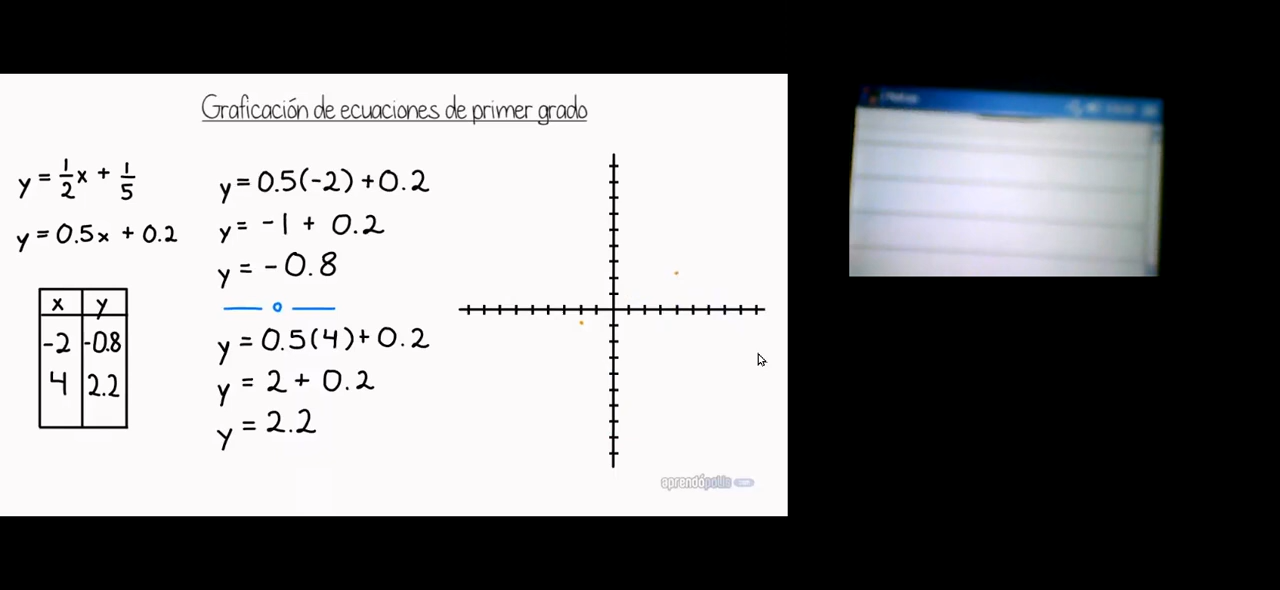 Graficación de ecuaciones de primer grado
y = 1/2 x + 1/5
y = 0.5x + 0.2
x y
-2 -0.8
4 2.2
y = 0.5(-2) + 0.2
y = -1 + 0.2
y = -0.8
y = 0.5(4) + 0.2
y = 2 + 0.2
y = 2.2
aprendópolis